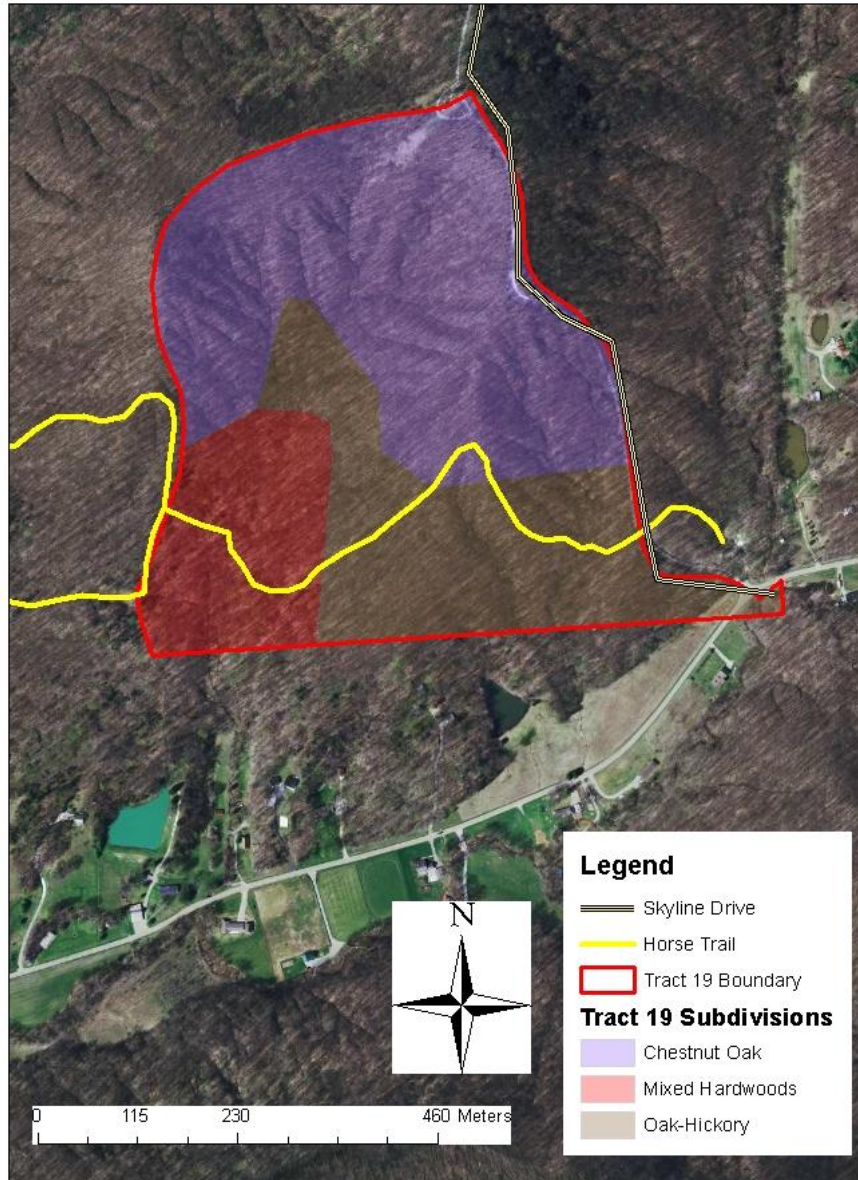 Legend
Skyline Drive
Horse Trail
Tract 19 Boundary
Tract 19 Subdivisions
Chestnut Oak
Mixed Hardwoods
Oak-Hickory
N
0 115 230 460 Meters